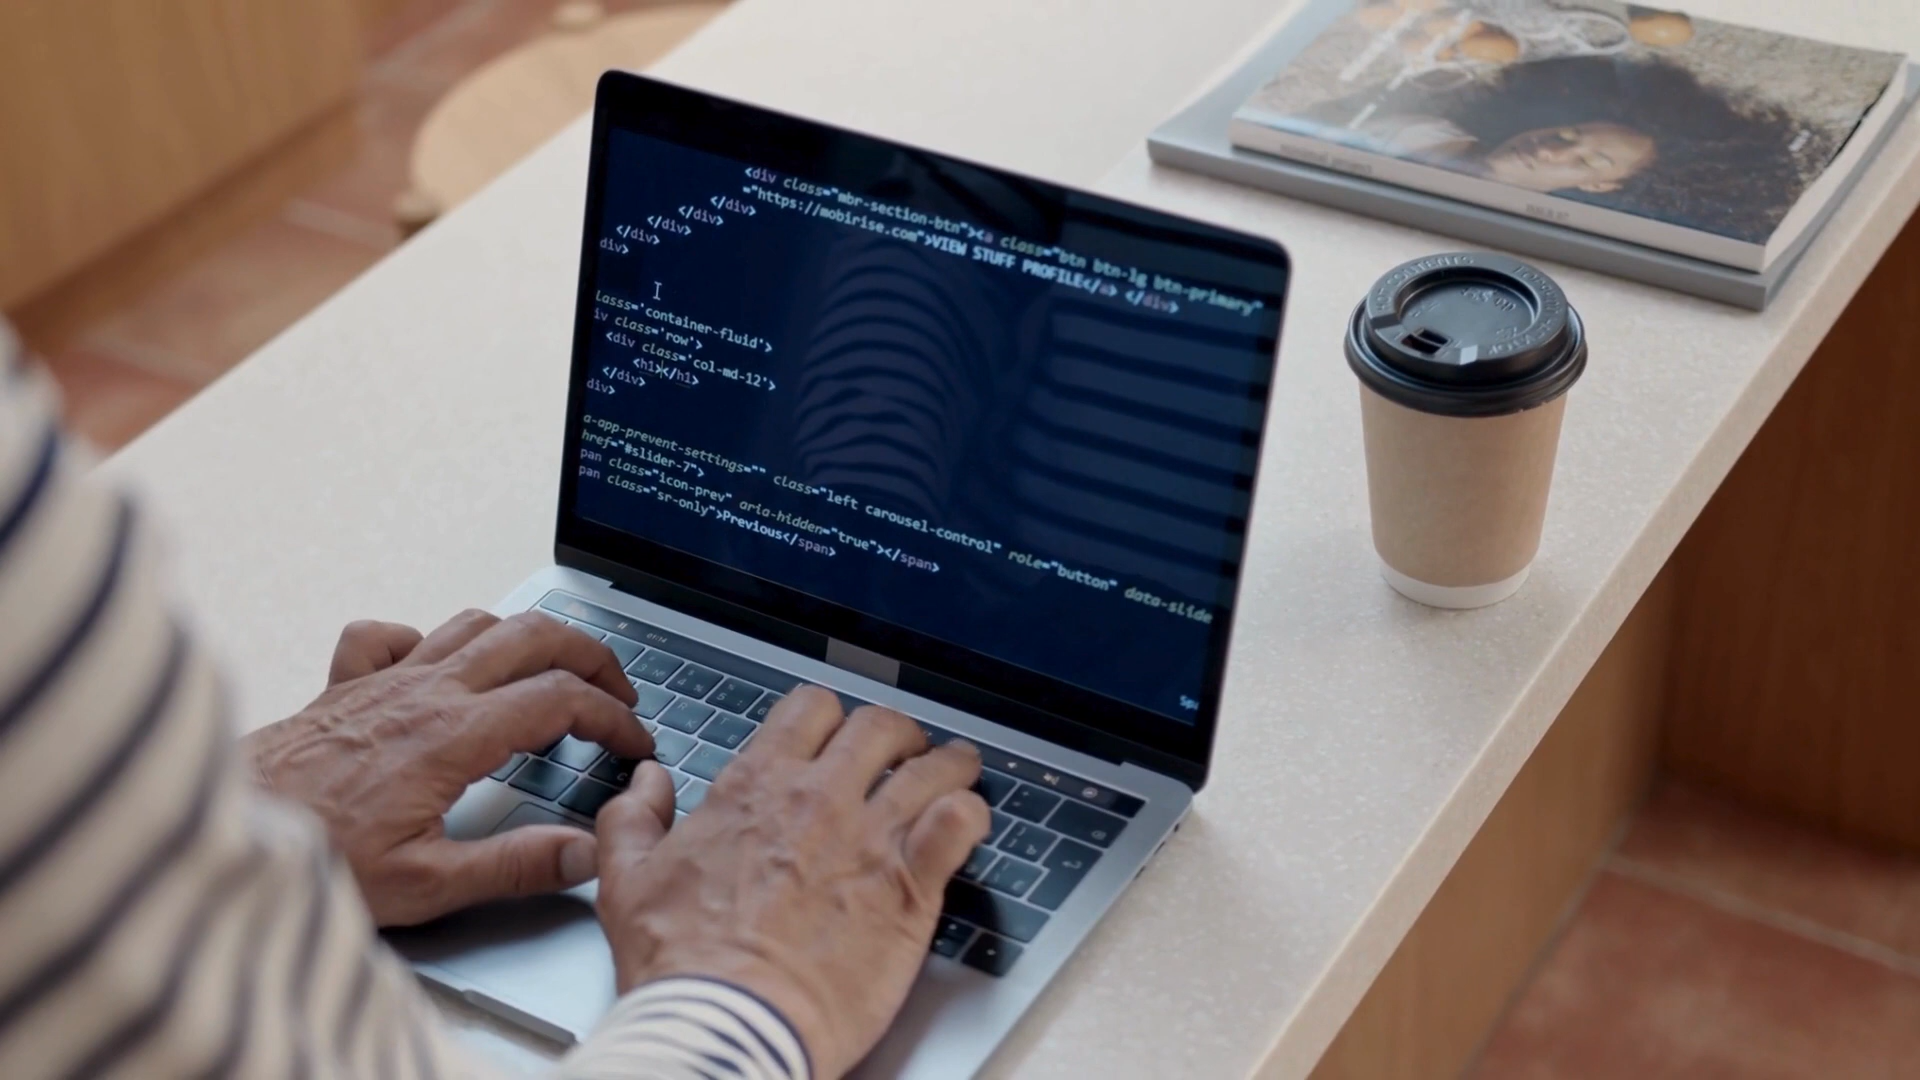 <div class="mbr-section-btn"><a class="btn btn-lg btn-primary"
="https://mobirise.com">VIEW STUFF PROFILE</a> </div>
</div>
</div>
</div>
</div>
div>
lasss='container-fluid'>
iv class='row'>
<div class='col-md-12'>
<h1></h1>
</div>
div>
a-app-prevent-settings="" class="left carousel-control" role="button" data-slide
href="#slider-7">
pan class="icon-prev" aria-hidden="true"></span>
pan class="sr-only">Previous</span>